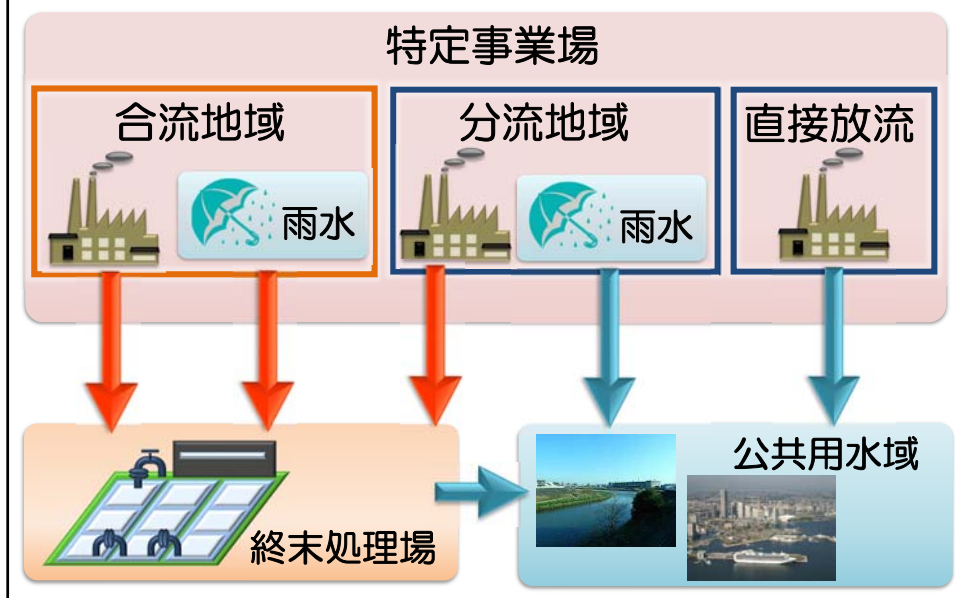 特定事業場
合流地域
分流地域
直接放流
雨水
雨水
終末処理場
公共用水域